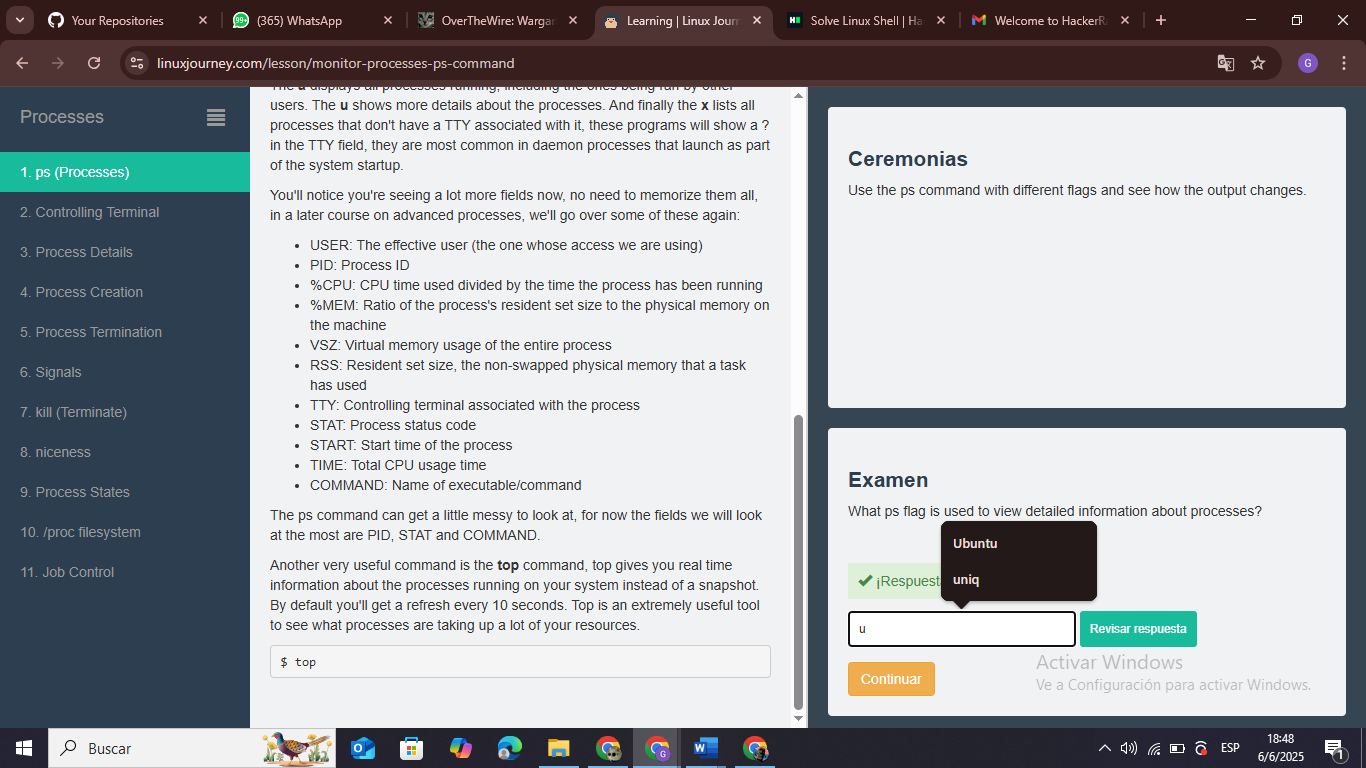 Your Repositories
(365) WhatsApp
OverTheWire: Wargar
Learning | Linux Jour
Solve Linux Shell | Ha
Welcome to HackerR
linuxjourney.com/lesson/monitor-processes-ps-command
G
Processes
1. ps (Processes)
2. Controlling Terminal
3. Process Details
4. Process Creation
5. Process Termination
6. Signals
7. kill (Terminate)
8. niceness
9. Process States
10. /proc filesystem
11. Job Control
users. The u shows more details about the processes. And finally the x lists all
processes that don't have a TTY associated with it, these programs will show a ?
in the TTY field, they are most common in daemon processes that launch as part
of the system startup.
You'll notice you're seeing a lot more fields now, no need to memorize them all,
in a later course on advanced processes, we'll go over some of these again:
• USER: The effective user (the one whose access we are using)
• PID: Process ID
• %CPU: CPU time used divided by the time the process has been running
• %MEM: Ratio of the process's resident set size to the physical memory on
the machine
• VSZ: Virtual memory usage of the entire process
• RSS: Resident set size, the non-swapped physical memory that a task
has used
• TTY: Controlling terminal associated with the process
• STAT: Process status code
• START: Start time of the process
• TIME: Total CPU usage time
• COMMAND: Name of executable/command
The ps command can get a little messy to look at, for now the fields we will look
at the most are PID, STAT and COMMAND.
Another very useful command is the top command, top gives you real time
information about the processes running on your system instead of a snapshot.
By default you'll get a refresh every 10 seconds. Top is an extremely useful tool
to see what processes are taking up a lot of your resources.
$ top
Ceremonias
Use the ps command with different flags and see how the output changes.
Examen
What ps flag is used to view detailed information about processes?
Ubuntu
uniq
¡Respuest
u
Revisar respuesta
Continuar
Activar Windows
Ve a Configuración para activar Windows.
Buscar
ESP
18:48
6/6/2025
1